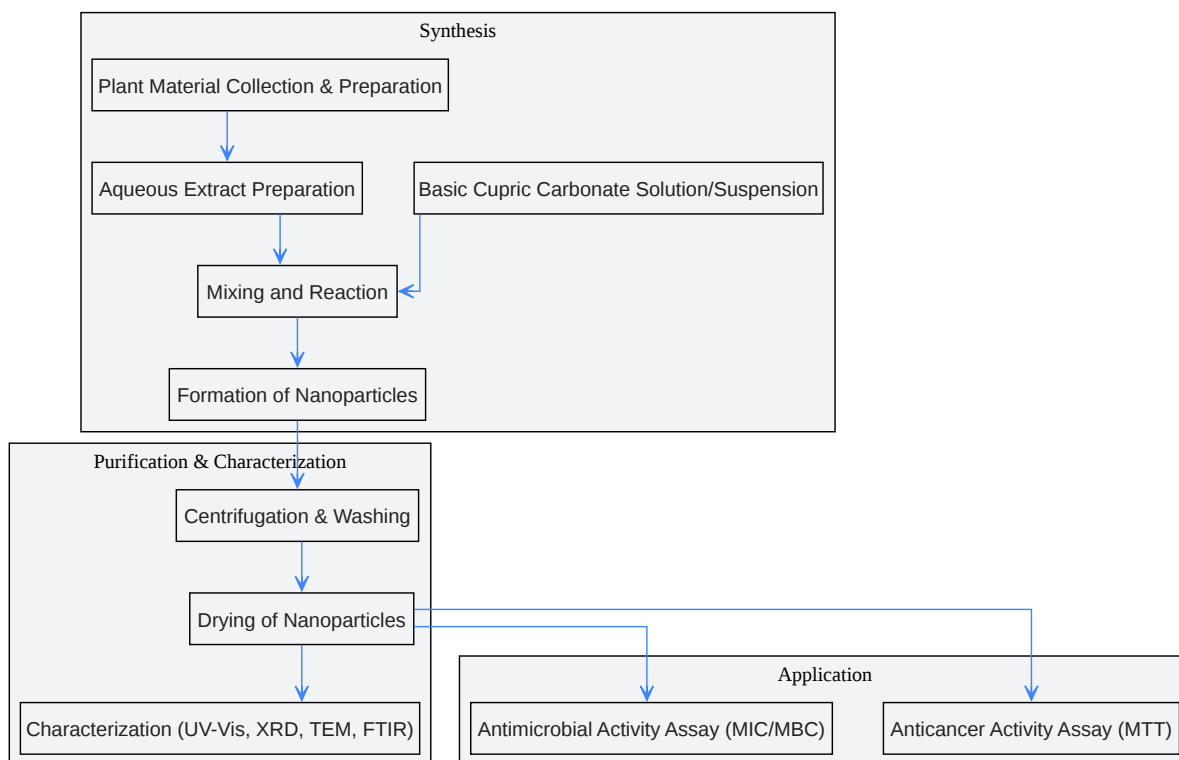 Synthesis
Plant Material Collection & Preparation
Aqueous Extract Preparation
Basic Cupric Carbonate Solution/Suspension
Mixing and Reaction
Formation of Nanoparticles
Purification & Characterization
Centrifugation & Washing
Drying of Nanoparticles
Characterization (UV-Vis, XRD, TEM, FTIR)
Application
Antimicrobial Activity Assay (MIC/MBC)
Anticancer Activity Assay (MTT)